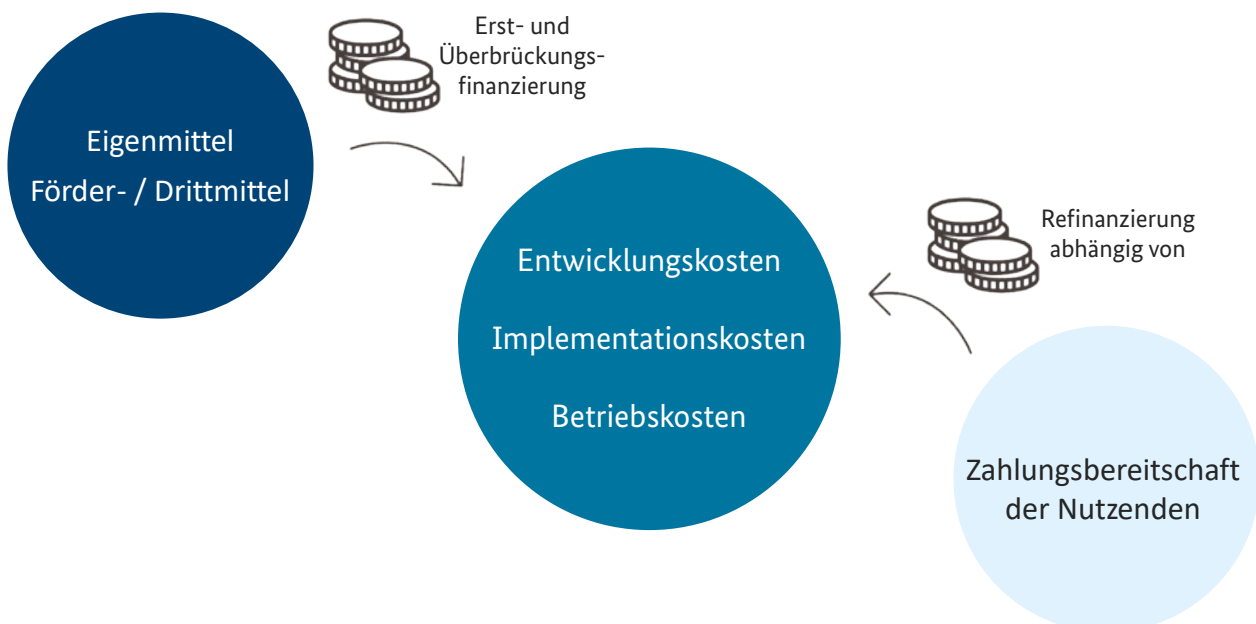 Erst- und
Überbrückungs-
finanzierung
Eigenmittel
Förder- / Drittmittel
Entwicklungskosten
Implementationskosten
Betriebskosten
Refinanzierung
abhängig von
Zahlungsbereitschaft
der Nutzenden